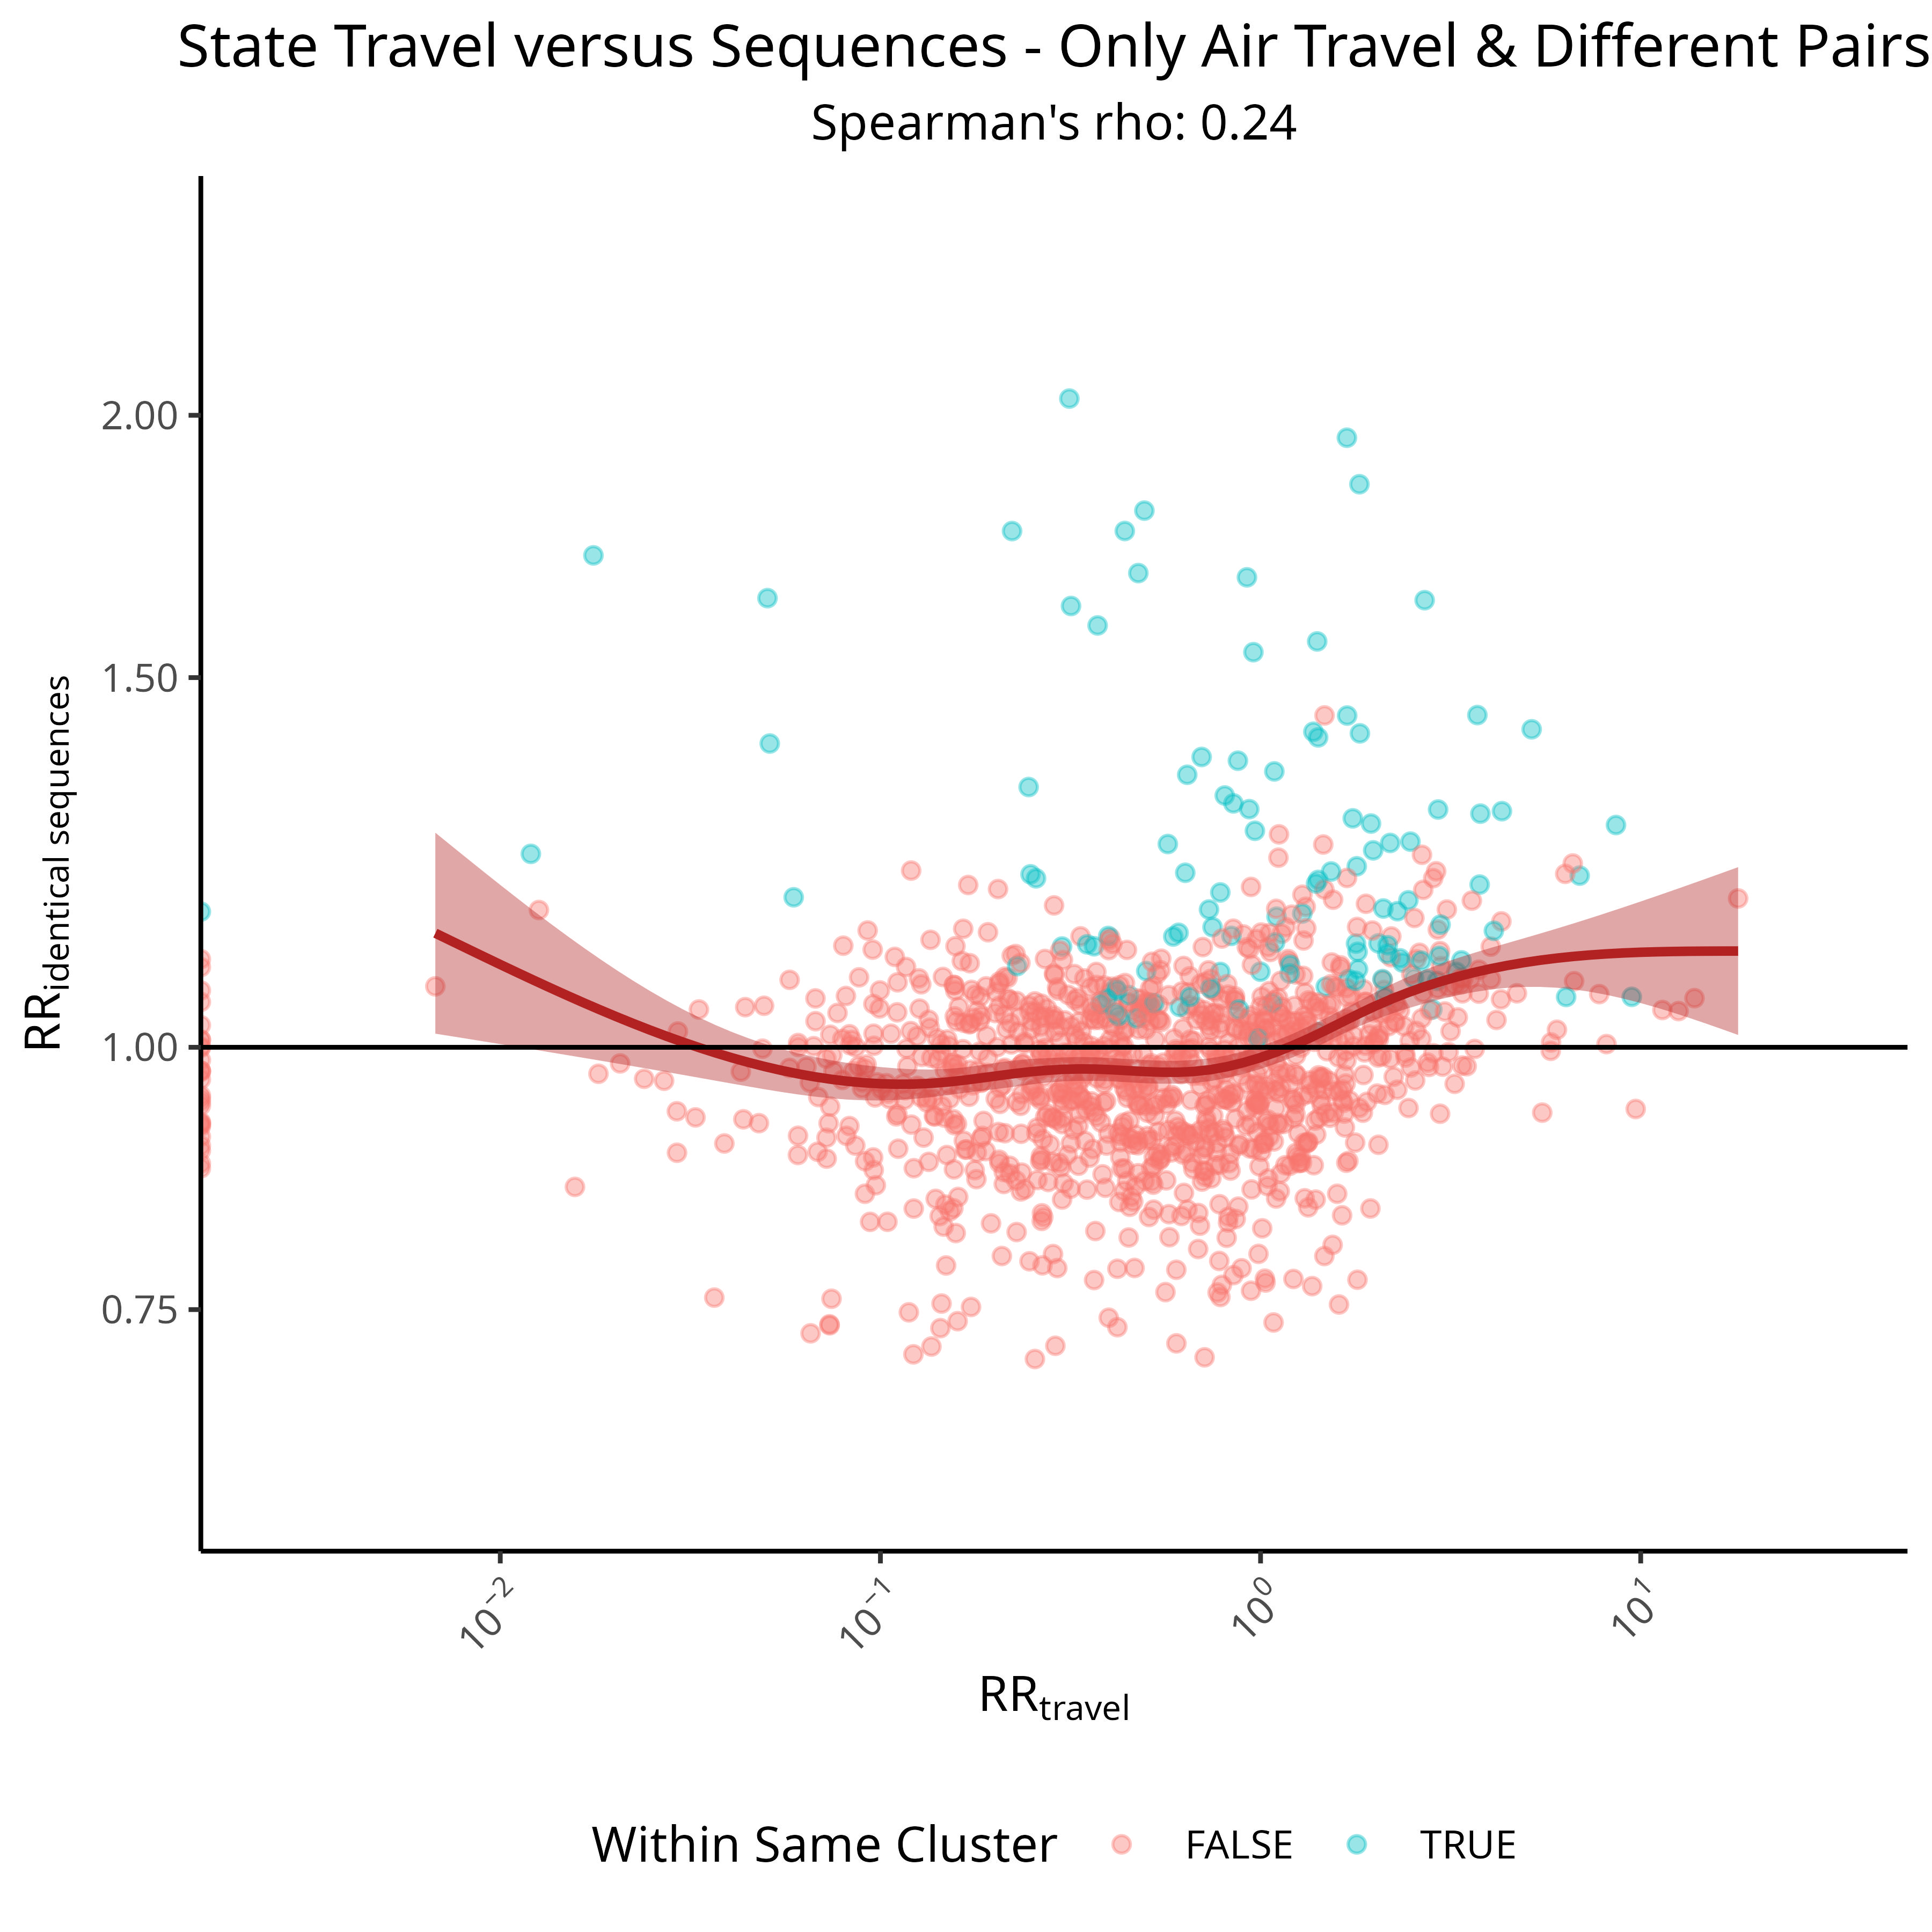 State Travel versus Sequences - Only Air Travel & Different Pairs
Spearman's rho: 0.24
RRidentical sequences
2.00
1.50
1.00
0.75
10−2
10−1
100
101
RRtravel
Within Same Cluster FALSE TRUE